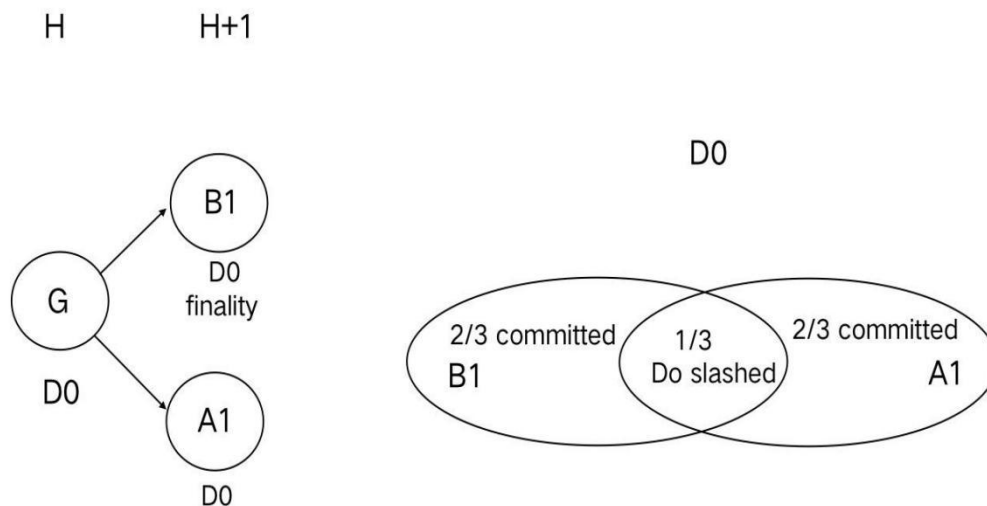 H
H+1
B1
D0
finality
G
D0
A1
D0
D0
2/3 committed
B1
1/3
Do slashed
2/3 committed
A1